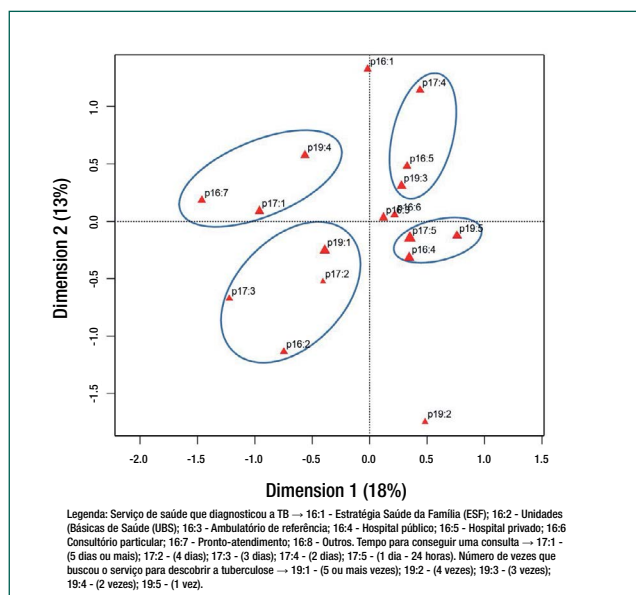 p16:1
p17:4
p19:4
p16:5
p19:3
p16:7
p17:1
p16:6
p17:5
p19:5
p16:4
p19:1
p17:2
p17:3
p16:2
p19:2
1.0
0.5
0.0
-0.5
-1.0
-1.5
Dimension 2 (13%)
-2.0 -1.5 -1.0 -0.5 0.0 0.5 1.0 1.5
Dimension 1 (18%)
Legenda: Serviço de saúde que diagnosticou a TB → 16:1 - Estratégia Saúde da Família (ESF); 16:2 - Unidades
(Básicas de Saúde (UBS); 16:3 - Ambulatório de referência; 16:4 - Hospital público; 16:5 - Hospital privado; 16:6
Consultório particular; 16:7 - Pronto-atendimento; 16:8 - Outros. Tempo para conseguir uma consulta → 17:1 -
(5 dias ou mais); 17:2 - (4 dias); 17:3 - (3 dias); 17:4 - (2 dias); 17:5 - (1 dia - 24 horas). Número de vezes que
buscou o serviço para descobrir a tuberculose → 19:1 - (5 ou mais vezes); 19:2 - (4 vezes); 19:3 - (3 vezes);
19:4 - (2 vezes); 19:5 - (1 vez).